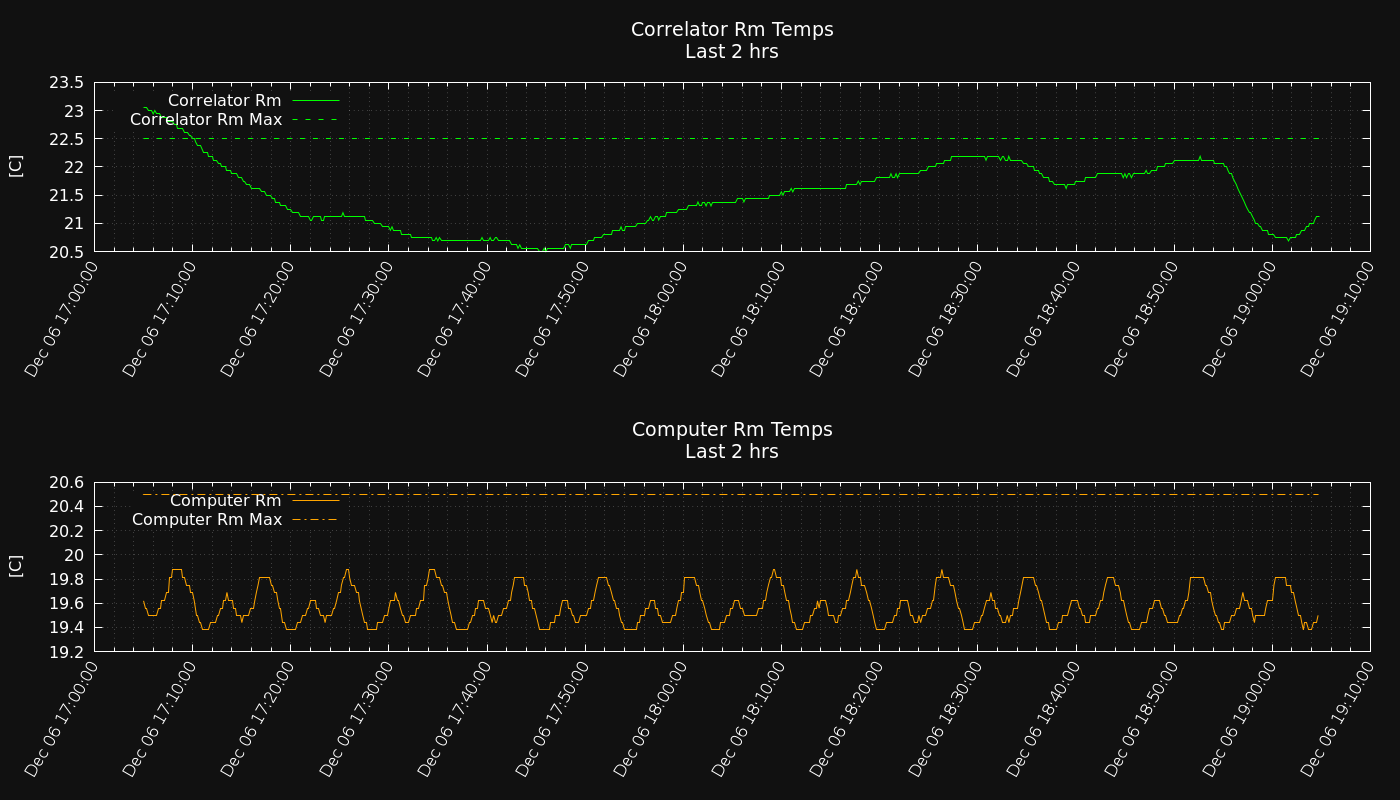 Correlator Rm Temps
Last 2 hrs
23.5
23
22.5
22
21.5
21
20.5
[C]
Correlator Rm
Correlator Rm Max
Dec 06 17:00:00
Dec 06 17:10:00
Dec 06 17:20:00
Dec 06 17:30:00
Dec 06 17:40:00
Dec 06 17:50:00
Dec 06 18:00:00
Dec 06 18:10:00
Dec 06 18:20:00
Dec 06 18:30:00
Dec 06 18:40:00
Dec 06 18:50:00
Dec 06 19:00:00
Dec 06 19:10:00
Computer Rm Temps
Last 2 hrs
20.6
20.4
20.2
20
19.8
19.6
19.4
19.2
[C]
Computer Rm
Computer Rm Max
Dec 06 17:00:00
Dec 06 17:10:00
Dec 06 17:20:00
Dec 06 17:30:00
Dec 06 17:40:00
Dec 06 17:50:00
Dec 06 18:00:00
Dec 06 18:10:00
Dec 06 18:20:00
Dec 06 18:30:00
Dec 06 18:40:00
Dec 06 18:50:00
Dec 06 19:00:00
Dec 06 19:10:00